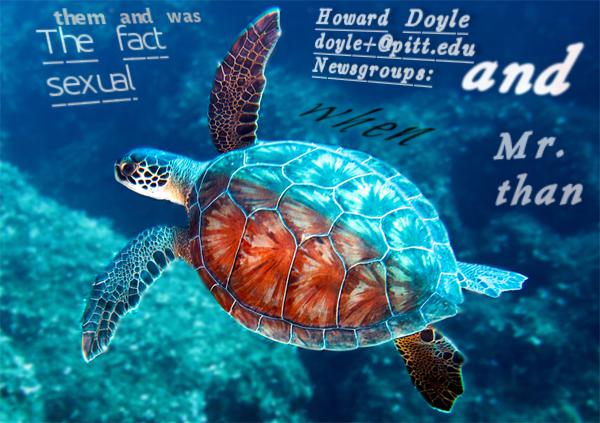 them and was
The fact
sexual
Howard Doyle
doyle+@pitt.edu
Newsgroups:
and
when
Mr.
than